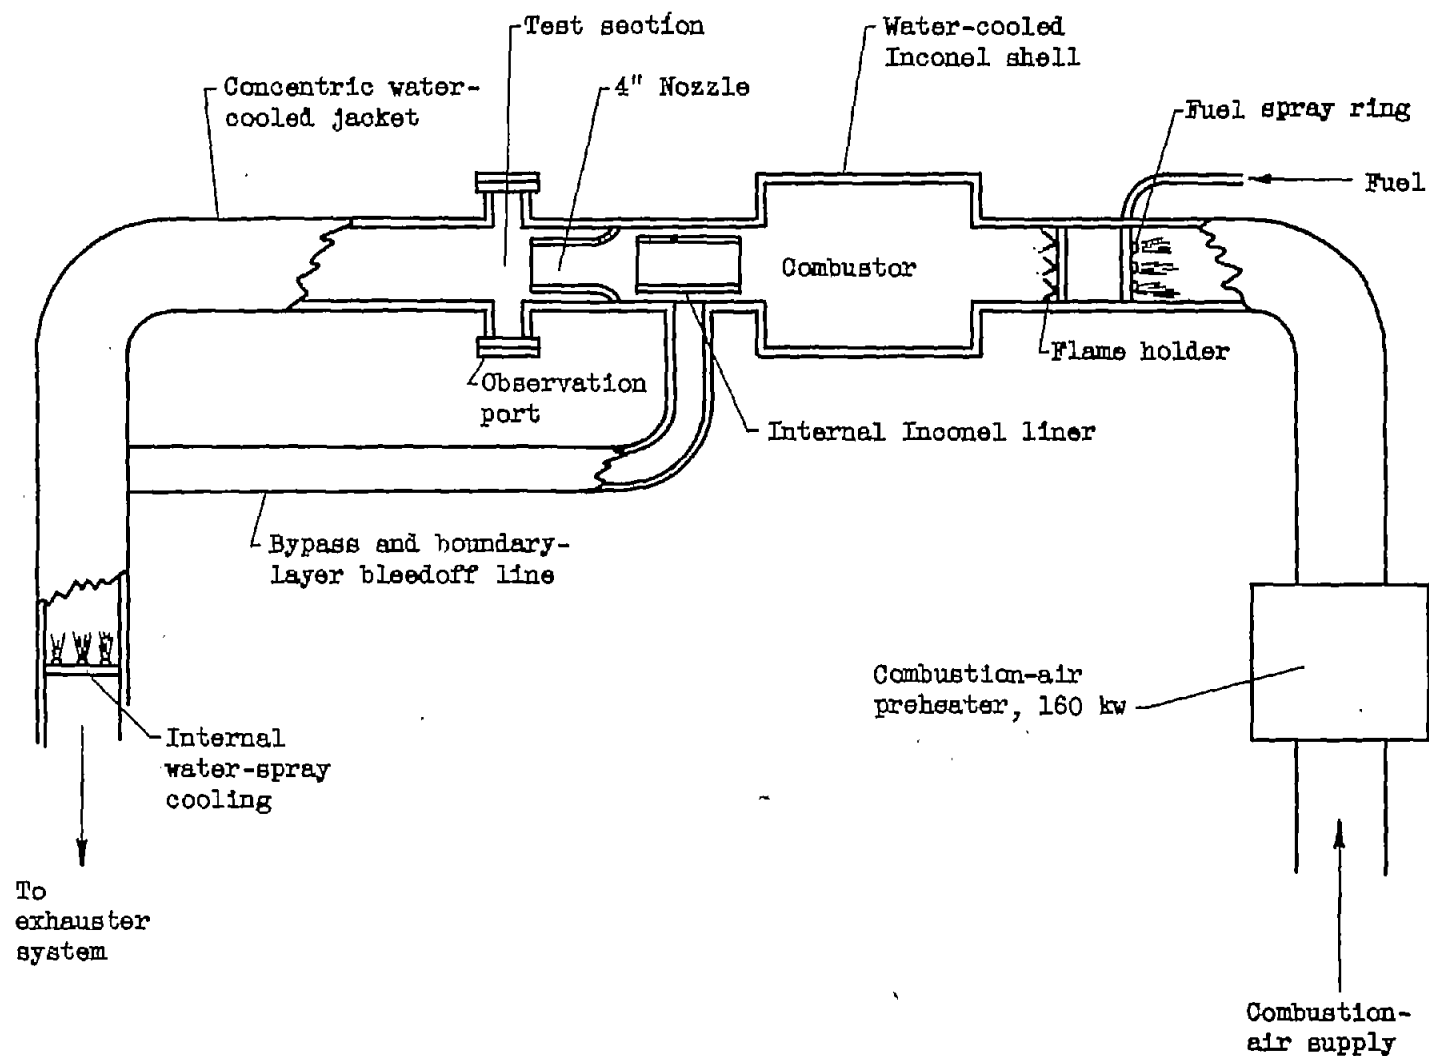 Test section
Water-cooled
Inconel shell
Concentric water-
cooled jacket
4" Nozzle
Fuel spray ring
Fuel
Combustor
Flame holder
Observation
port
Internal Inconel liner
Bypass and boundary-
layer bleedoff line
Combustion-air
preheater, 160 kw
Internal
water-spray
cooling
To
exhauster
system
Combustion-
air supply